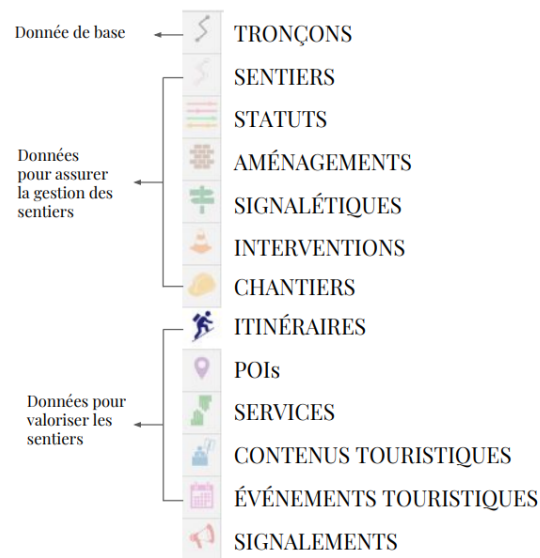 Donnée de base
TRONÇONS
SENTIERS
STATUTS
Données
pour assurer
la gestion des
sentiers
AMÉNAGEMENTS
SIGNALÉTIQUES
INTERVENTIONS
CHANTIERS
ITINÉRAIRES
POIs
Données pour
valoriser les
sentiers
SERVICES
CONTENUS TOURISTIQUES
ÉVÉNEMENTS TOURISTIQUES
SIGNALEMENTS